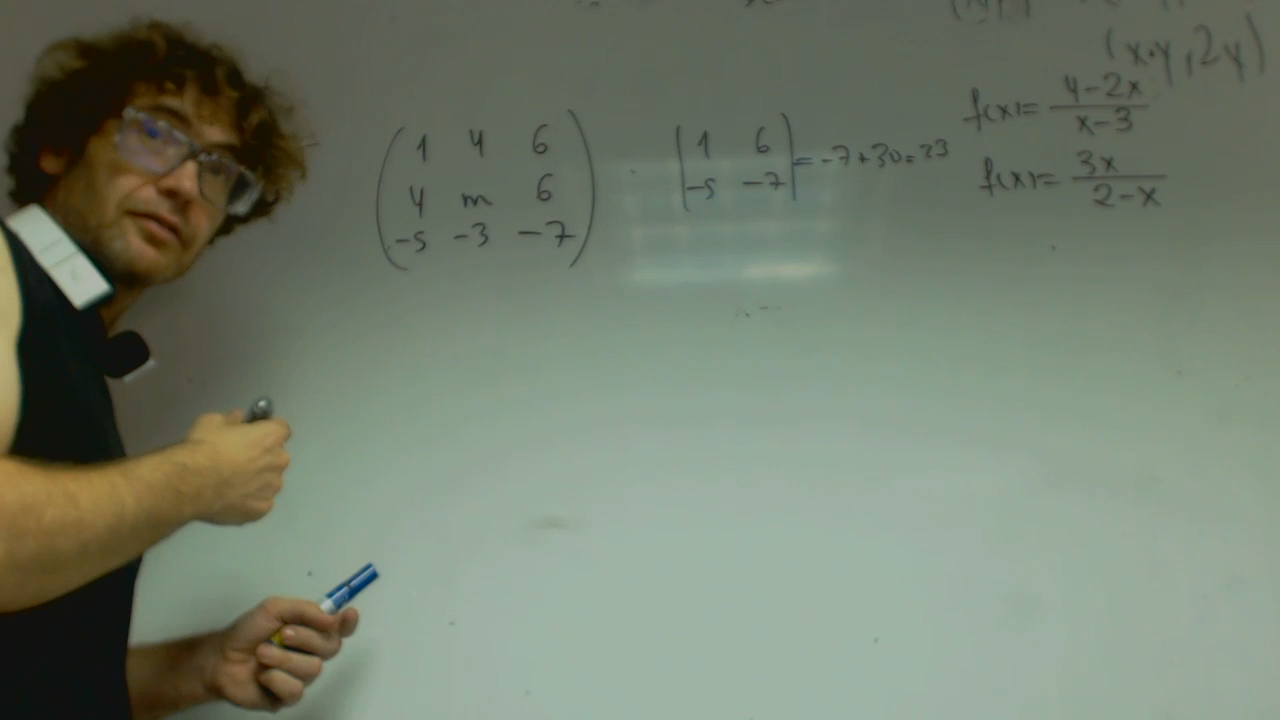 (x·y, 2y)
( 1 4 6 )
( 4 m 6 )
( -5 -3 -7 )
| 1 6 |
| -5 -7 | = -7+30=23
f(x)= 4-2x / x-3
f(x)= 3x / 2-x